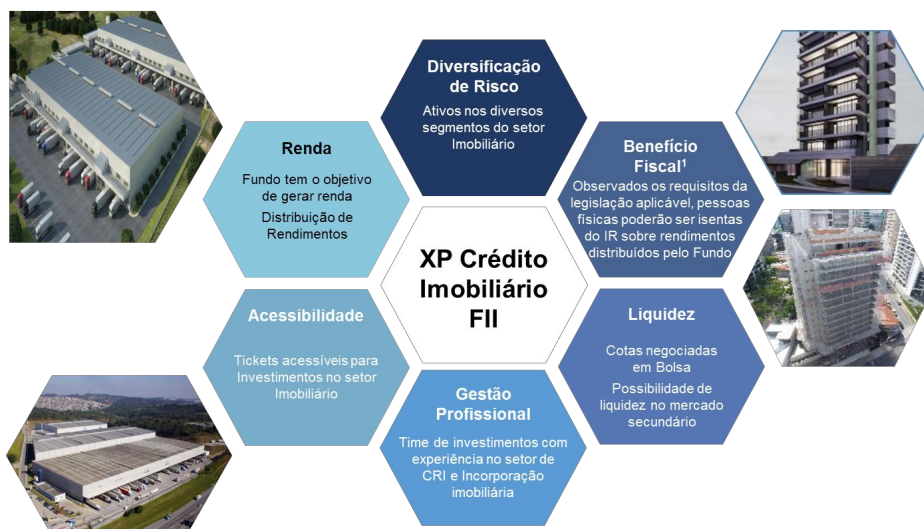 Diversificação
de Risco
Ativos nos diversos
segmentos do setor
Imobiliário
Renda
Fundo tem o objetivo
de gerar renda
Distribuição de
Rendimentos
Benefício
Fiscal¹
Observados os requisitos da
legislação aplicável, pessoas
físicas poderão ser isentas
do IR sobre rendimentos
distribuídos pelo Fundo
XP Crédito
Imobiliário
FII
Acessibilidade
Tickets acessíveis para
Investimentos no setor
Imobiliário
Liquidez
Cotas negociadas
em Bolsa
Possibilidade de
liquidez no mercado
secundário
Gestão
Profissional
Time de investimentos com
experiência no setor de
CRI e Incorporação
imobiliária